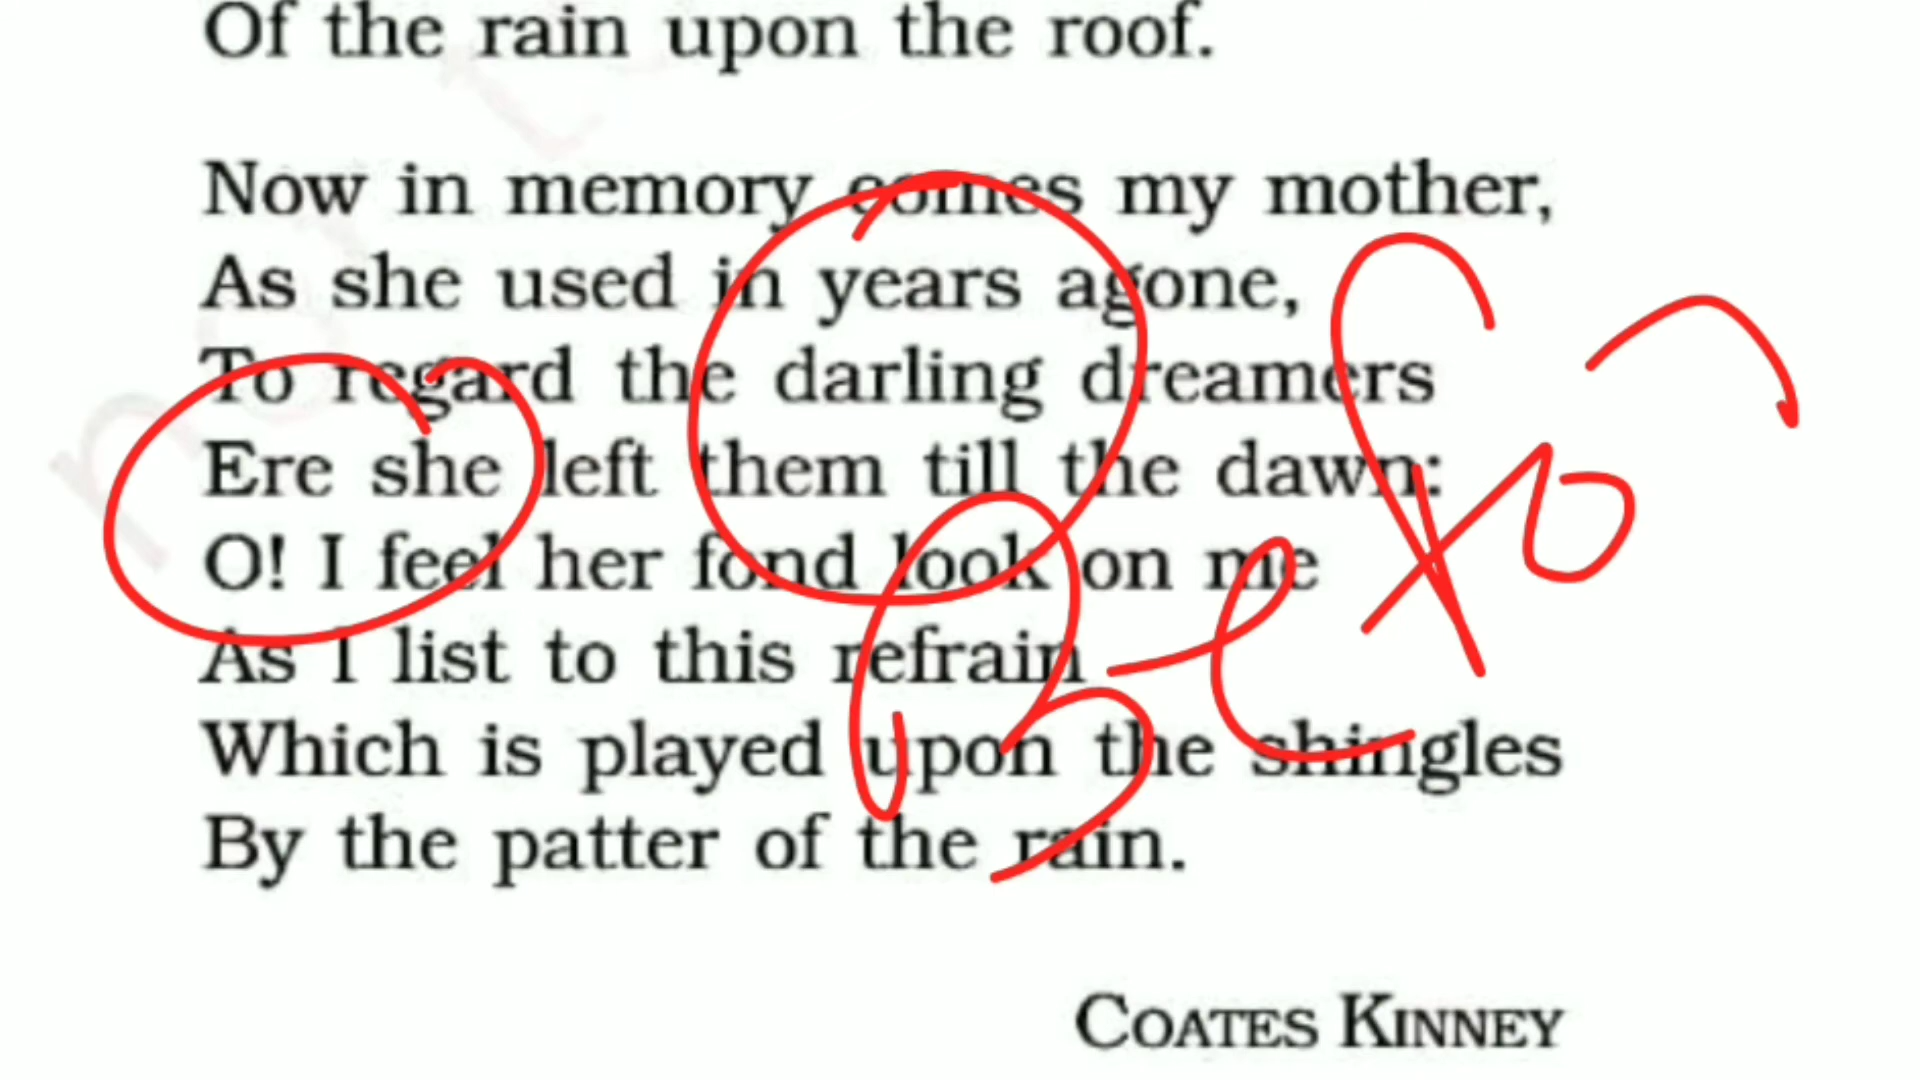 Of the rain upon the roof.
Now in memory comes my mother,
As she used in years agone,
To regard the darling dreamers
Ere she left them till the dawn:
O! I feel her fond look on me
As I list to this refrain
Which is played upon the shingles
By the patter of the rain.
COATES KINNEY